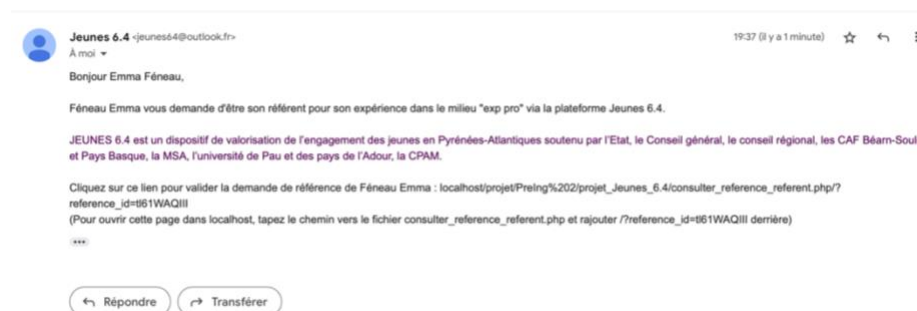 Jeunes 6.4 <jeunes64@outlook.fr>
19:37 (il y a 1 minute)
À moi
Bonjour Emma Féneau,
Féneau Emma vous demande d'être son référent pour son expérience dans le milieu "exp pro" via la plateforme Jeunes 6.4.
JEUNES 6.4 est un dispositif de valorisation de l'engagement des jeunes en Pyrénées-Atlantiques soutenu par l'Etat, le Conseil général, le conseil régional, les CAF Béarn-Soul
et Pays Basque, la MSA, l'université de Pau et des pays de l'Adour, la CPAM.
Cliquez sur ce lien pour valider la demande de référence de Féneau Emma : localhost/projet/PreIng%202/projet_Jeunes_6.4/consulter_reference_referent.php/?
reference_id=tl61WAQIII
(Pour ouvrir cette page dans localhost, tapez le chemin vers le fichier consulter_reference_referent.php et rajouter /?reference_id=tl61WAQIII derrière)
Répondre
Transférer